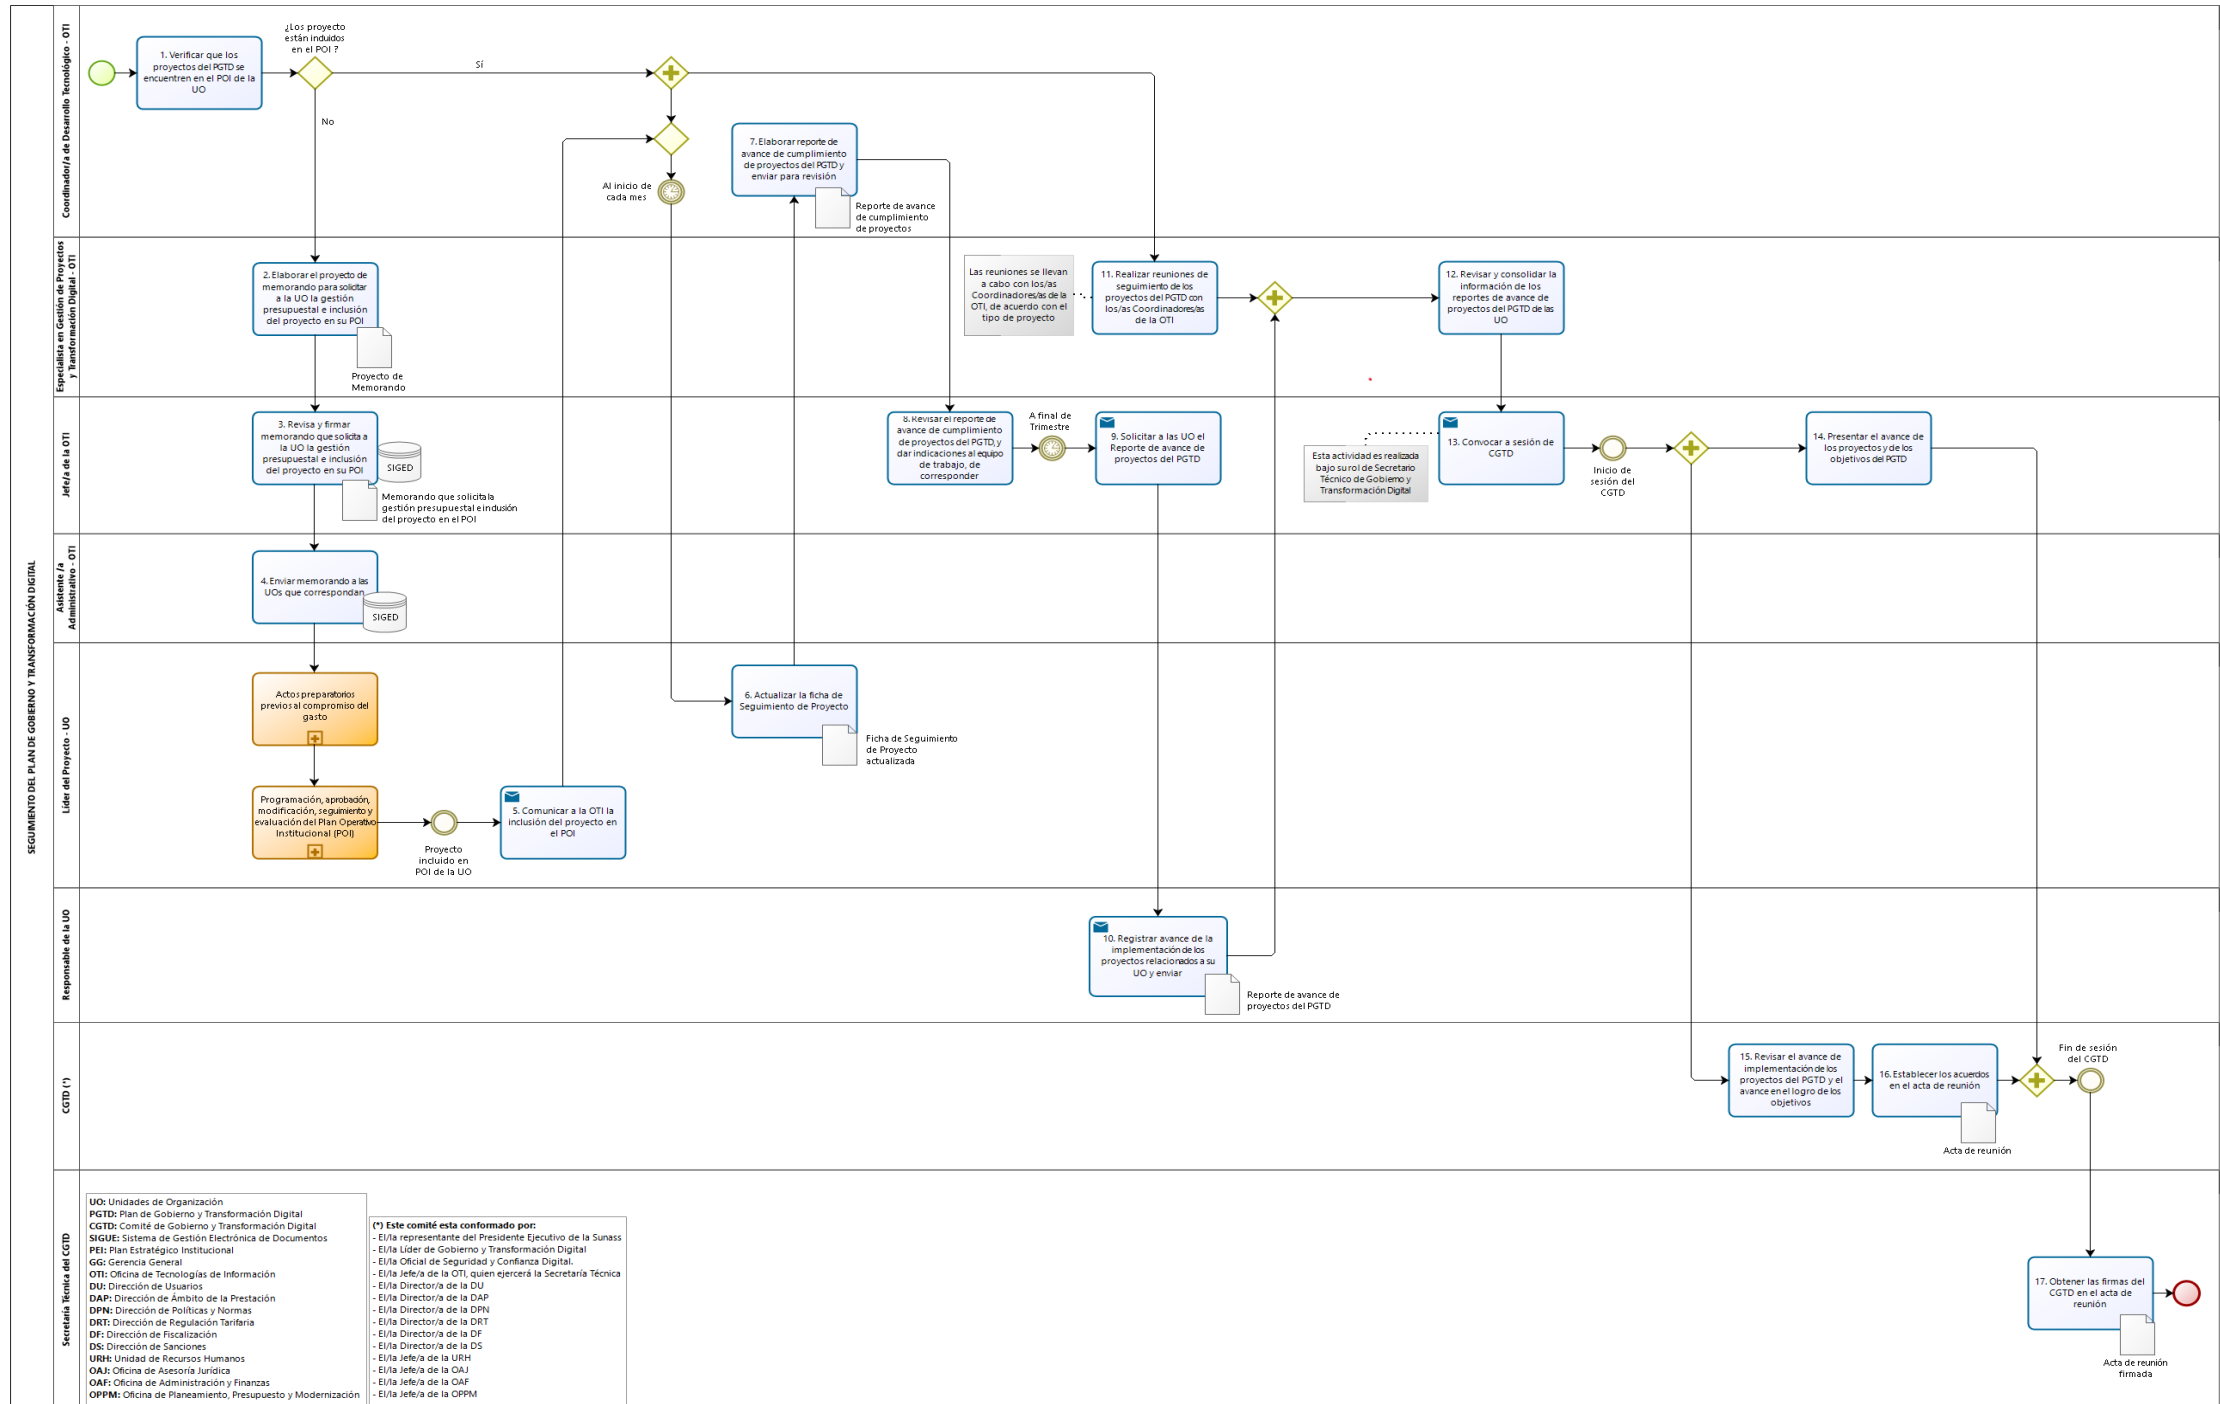 SEGUIMIENTO DEL PLAN DE GOBIERNO Y TRANSFORMACIÓN DIGITAL
Coordinador/a de Desarrollo Tecnológico - OTI
1. Verificar que los
proyectos del PGTD se
encuentren en el POI de la
UO
¿Los proyecto
están induidos
en el POI ?
Sí
No
Al inicio de
cada mes
7. Elaborar reporte de
avance de cumplimiento
de proyectos del PGTD y
enviar para revisión
Reporte de avance
de cumplimiento
de proyectos
Especialista en Gestión de Proyectos
y Transformación Digital - OTI
2. Elaborar el proyecto de
memorando para solicitar
a la UO la gestión
presupuestal e inclusión
del proyecto en su POI
Proyecto de
Memorando
Las reuniones se llevan
a cabo con los/as
Coordinadores/as de la
OTI, de acuerdo con el
tipo de proyecto
11. Realizar reuniones de
seguimiento de los
proyectos del PGTD con
los/as Coordinadores/as
de la OTI
12. Revisar y consolidar la
información de los
reportes de avance de
proyectos del PGTD de las
UO
Jefe/a de la OTI
3. Revisa y firmar
memorando que solicita a
la UO la gestión
presupuestal e inclusión
del proyecto en su POI
SIGED
Memorando que solicita la
gestión presupuestal e indusión
del proyecto en el POI
8. Revisar el reporte de
avance de cumplimiento
de proyectos del PGTD, y
dar indicaciones al equipo
de trabajo, de
corresponder
A final de
Trimestre
9. Solicitar a las UO el
Reporte de avance de
proyectos del PGTD
Esta actividad es realizada
bajo su rol de Secretario
Técnico de Gobierno y
Transformación Digital
13. Convocar a sesión de
CGTD
Inicio de
sesión del
CGTD
14. Presentar el avance de
los proyectos y de los
objetivos del PGTD
Asistente /a
Administrativo - OTI
4. Enviar memorando a las
UOs que correspondan
SIGED
Líder del Proyecto - UO
Actos preparatorios
previos al compromiso del
gasto
Programación, aprobación,
modificación, seguimiento y
evaluación del Plan Operativo
Institucional (POI)
Proyecto
incluido en
POI de la UO
5. Comunicar a la OTI la
inclusión del proyecto en
el POI
6. Actualizar la ficha de
Seguimiento de Proyecto
Ficha de Seguimiento
de Proyecto
actualizada
Responsable de la UO
10. Registrar avance de la
implementación de los
proyectos relacionados a su
UO y enviar
Reporte de avance de
proyectos del PGTD
CGTD (*)
15. Revisar el avance de
implementación de los
proyectos del PGTD y el
avance en el logro de los
objetivos
16. Establecer los acuerdos
en el acta de reunión
Acta de reunión
Fin de sesión
del CGTD
Secretaría Técnica del CGTD
UO: Unidades de Organización
PGTD: Plan de Gobierno y Transformación Digital
CGTD: Comité de Gobierno y Transformación Digital
SIGUE: Sistema de Gestión Electrónica de Documentos
PEI: Plan Estratégico Institucional
GG: Gerencia General
OTI: Oficina de Tecnologías de Información
DU: Dirección de Usuarios
DAP: Dirección de Ámbito de la Prestación
DPN: Dirección de Políticas y Normas
DRT: Dirección de Regulación Tarifaria
DF: Dirección de Fiscalización
DS: Dirección de Sanciones
URH: Unidad de Recursos Humanos
OAJ: Oficina de Asesoría Jurídica
OAF: Oficina de Administración y Finanzas
OPPM: Oficina de Planeamiento, Presupuesto y Modernización
(*) Este comité esta conformado por:
- El/la representante del Presidente Ejecutivo de la Sunass
- El/la Líder de Gobierno y Transformación Digital
- El/la Oficial de Seguridad y Confianza Digital.
- El/la Jefe/a de la OTI, quien ejercerá la Secretaría Técnica
- El/la Director/a de la DU
- El/la Director/a de la DAP
- El/la Director/a de la DPN
- El/la Director/a de la DRT
- El/la Director/a de la DF
- El/la Director/a de la DS
- El/la Jefe/a de la URH
- El/la Jefe/a de la OAJ
- El/la Jefe/a de la OAF
- El/la Jefe/a de la OPPM
17. Obtener las firmas del
CGTD en el acta de
reunión
Acta de reunión
firmada